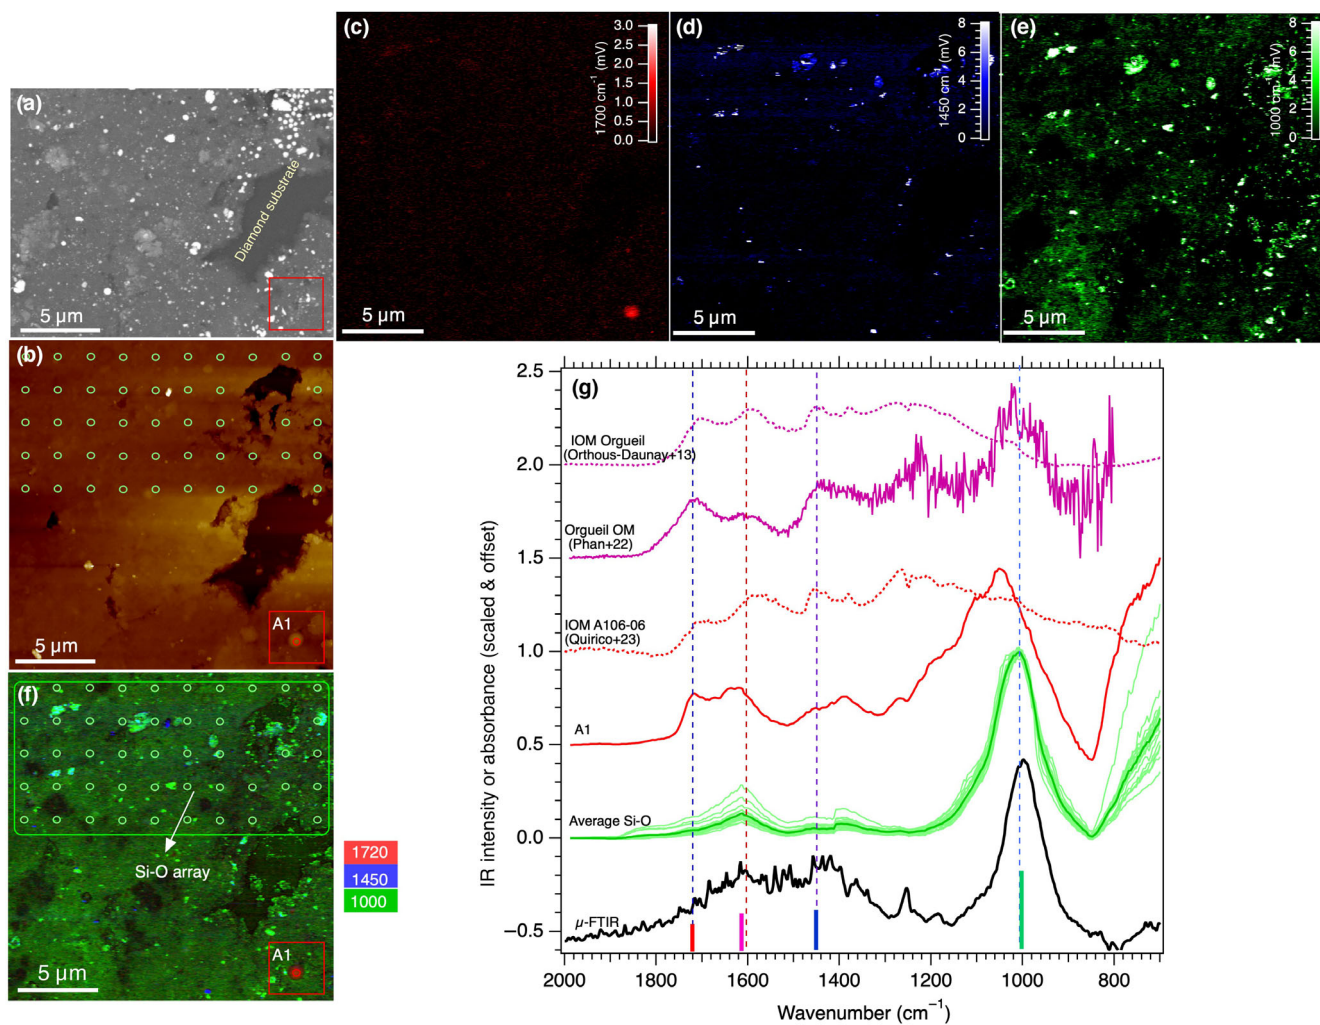 (a)
Diamond substrate
5 µm
(b)
A1
5 µm
(c)
3.0
2.5
2.0
1.5
1.0
0.5
0.0
1700 cm⁻¹ (mV)
5 µm
(d)
8
6
4
2
0
1450 cm⁻¹ (mV)
5 µm
(e)
8
6
4
2
0
1000 cm⁻¹ (mV)
5 µm
(f)
Si-O array
A1
5 µm
1720
1450
1000
(g)
2.5
2.0
1.5
1.0
0.5
0.0
−0.5
IR intensity or absorbance (scaled & offset)
IOM Orgueil
(Orthous-Daunay+13)
Orgueil OM
(Phan+22)
IOM A106-06
(Quirico+23)
A1
Average Si-O
µ-FTIR
2000
1800
1600
1400
1200
1000
800
Wavenumber (cm⁻¹)